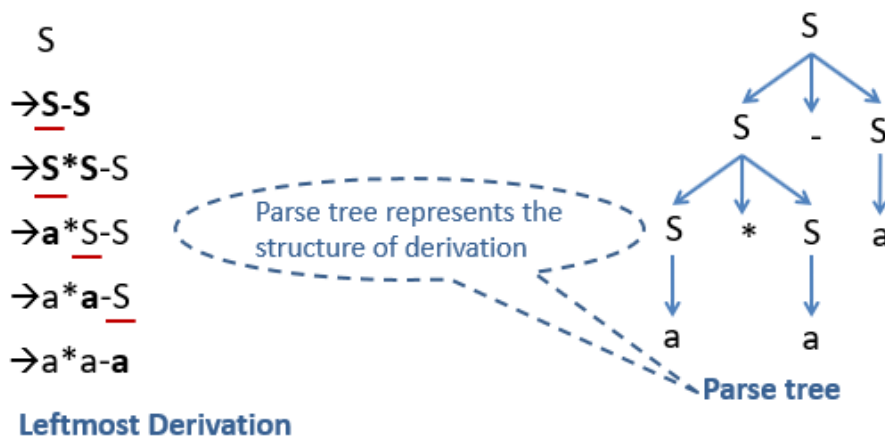 S
→S-S
→S*S-S
→a*S-S
→a*a-S
→a*a-a
Leftmost Derivation
Parse tree represents the
structure of derivation
S
S - S
S * S a
a a
Parse tree